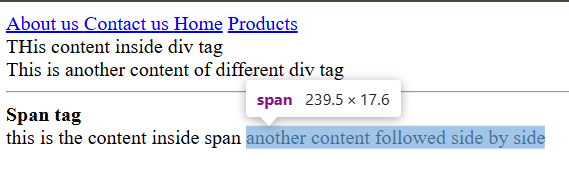 About us Contact us Home Products
THis content inside div tag
This is another content of different div tag
span 239.5 × 17.6
Span tag
this is the content inside span another content followed side by side